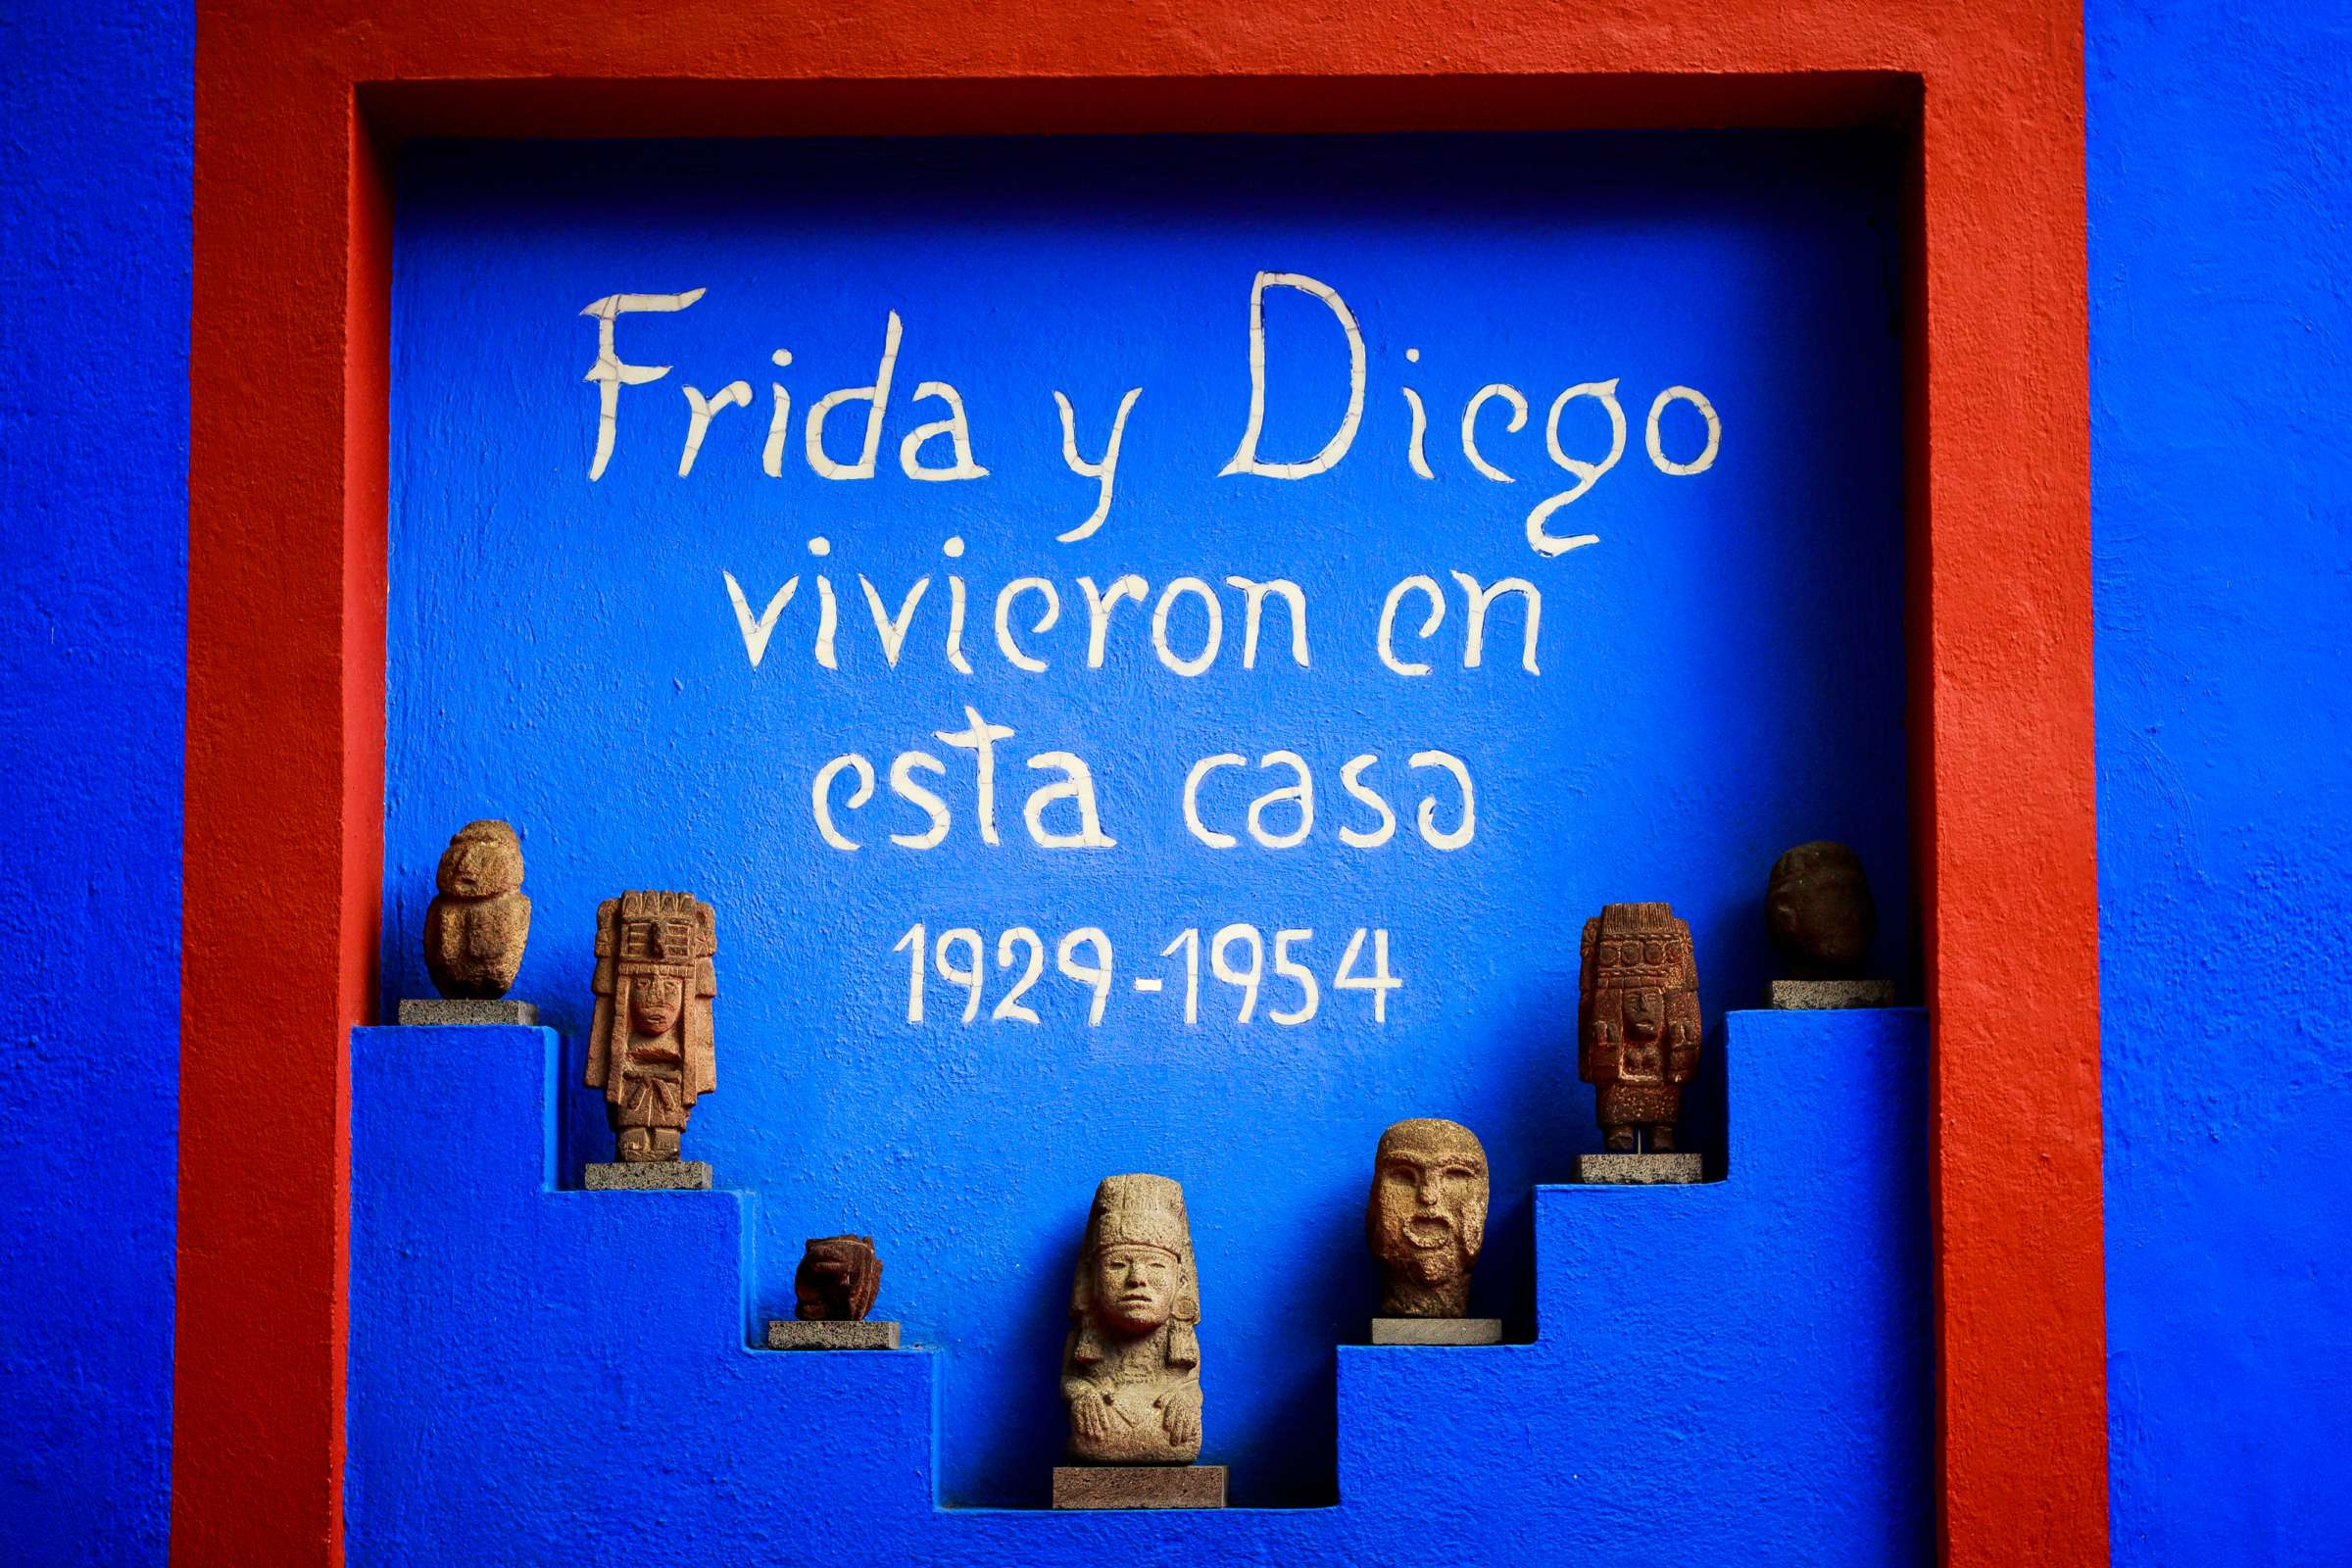 Frida y Diego
vivieron en
esta casa
1929-1954